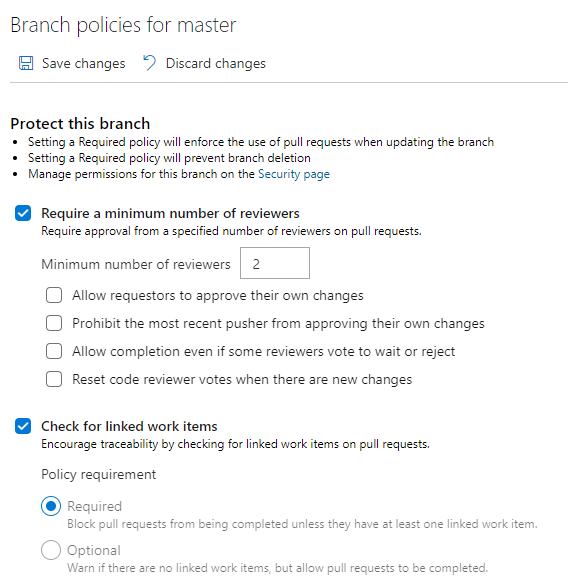 Branch policies for master
Save changes Discard changes
Protect this branch
• Setting a Required policy will enforce the use of pull requests when updating the branch
• Setting a Required policy will prevent branch deletion
• Manage permissions for this branch on the Security page
Require a minimum number of reviewers
Require approval from a specified number of reviewers on pull requests.
Minimum number of reviewers 2
Allow requestors to approve their own changes
Prohibit the most recent pusher from approving their own changes
Allow completion even if some reviewers vote to wait or reject
Reset code reviewer votes when there are new changes
Check for linked work items
Encourage traceability by checking for linked work items on pull requests.
Policy requirement
Required
Block pull requests from being completed unless they have at least one linked work item.
Optional
Warn if there are no linked work items, but allow pull requests to be completed.